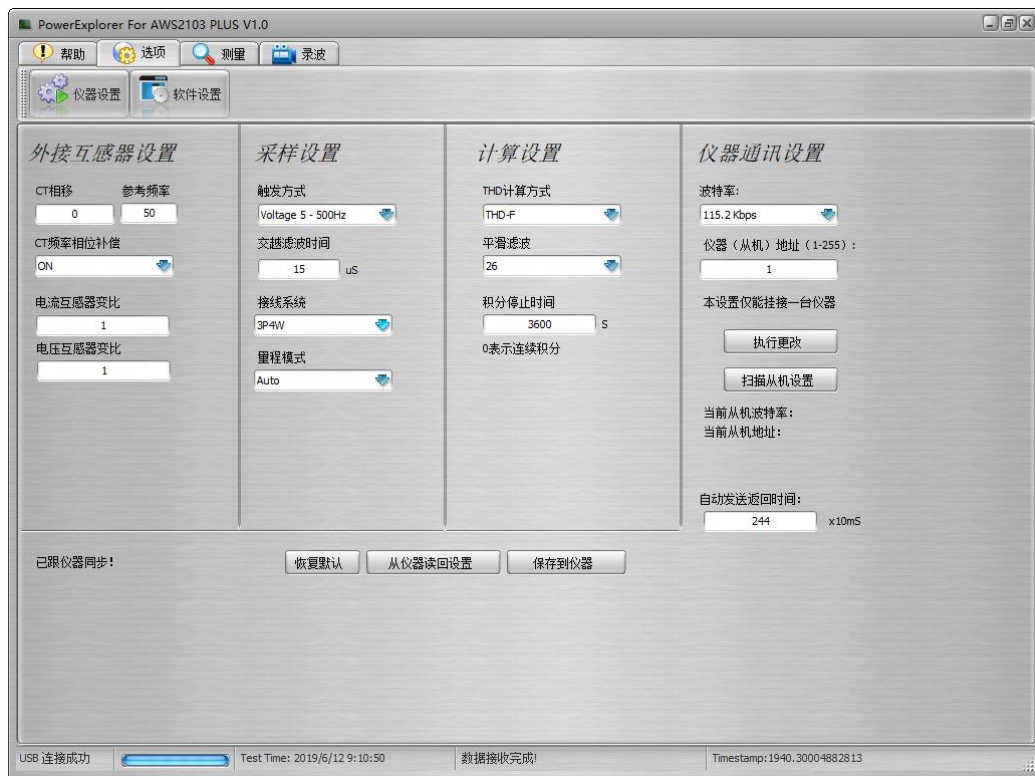 PowerExplorer For AWS2103 PLUS V1.0
帮助 选项 测量 录波
仪器设置 软件设置
外接互感器设置
CT相移 参考频率
0 50
CT频率相位补偿
ON
电流互感器变比
1
电压互感器变比
1
采样设置
触发方式
Voltage 5 - 500Hz
交越滤波时间
15 uS
接线系统
3P4W
量程模式
Auto
计算设置
THD计算方式
THD-F
平滑滤波
26
积分停止时间
3600 S
0表示连续积分
仪器通讯设置
波特率:
115.2 Kbps
仪器（从机）地址（1-255）:
1
本设置仅能挂接一台仪器
执行更改
扫描从机设置
当前从机波特率:
当前从机地址:
自动发送返回时间:
244 x10mS
已跟仪器同步!
恢复默认 从仪器读回设置 保存到仪器
USB 连接成功 Test Time: 2019/6/12 9:10:50 数据接收完成! Timestamp:1940.30004882813